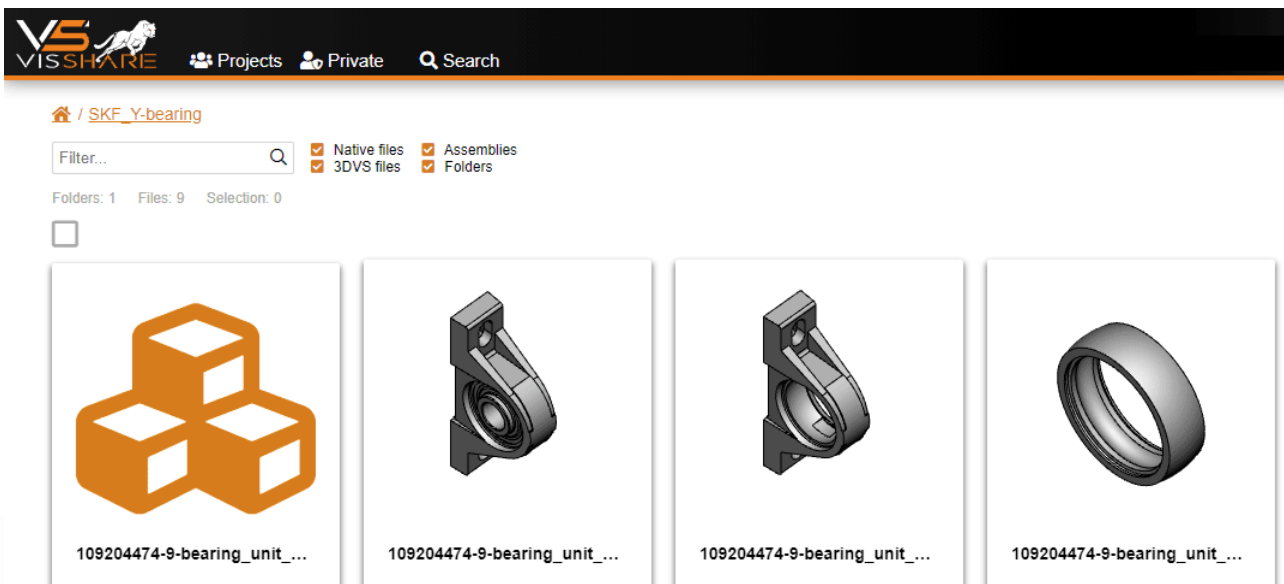 VS
VISSHARE
Projects Private Search
/ SKF_Y-bearing
Filter...
Native files Assemblies
3DVS files Folders
Folders: 1 Files: 9 Selection: 0
109204474-9-bearing_unit_... 109204474-9-bearing_unit_... 109204474-9-bearing_unit_... 109204474-9-bearing_unit_...